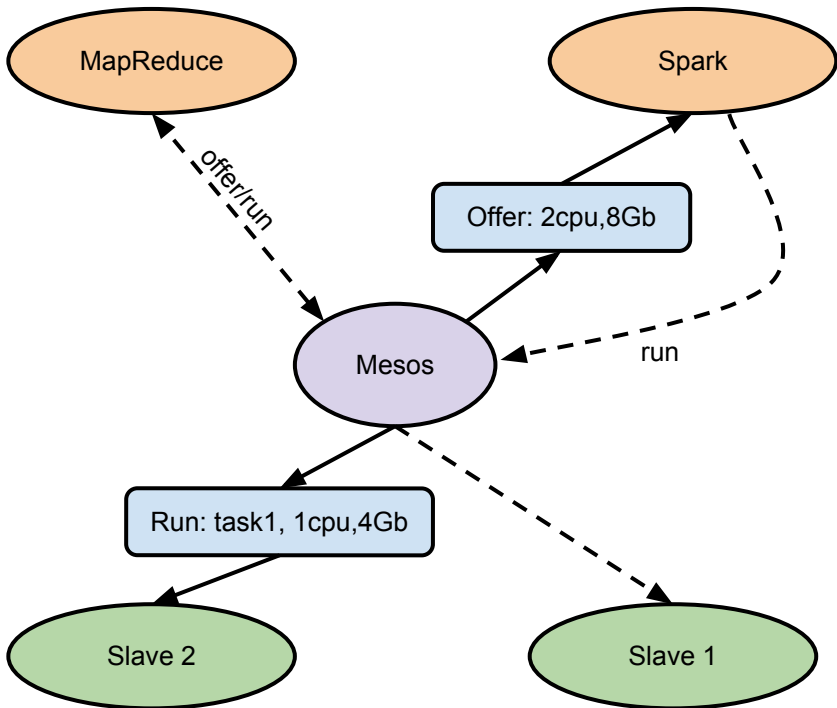 MapReduce
Spark
offer/run
Offer: 2cpu,8Gb
run
Mesos
Run: task1, 1cpu,4Gb
Slave 2
Slave 1